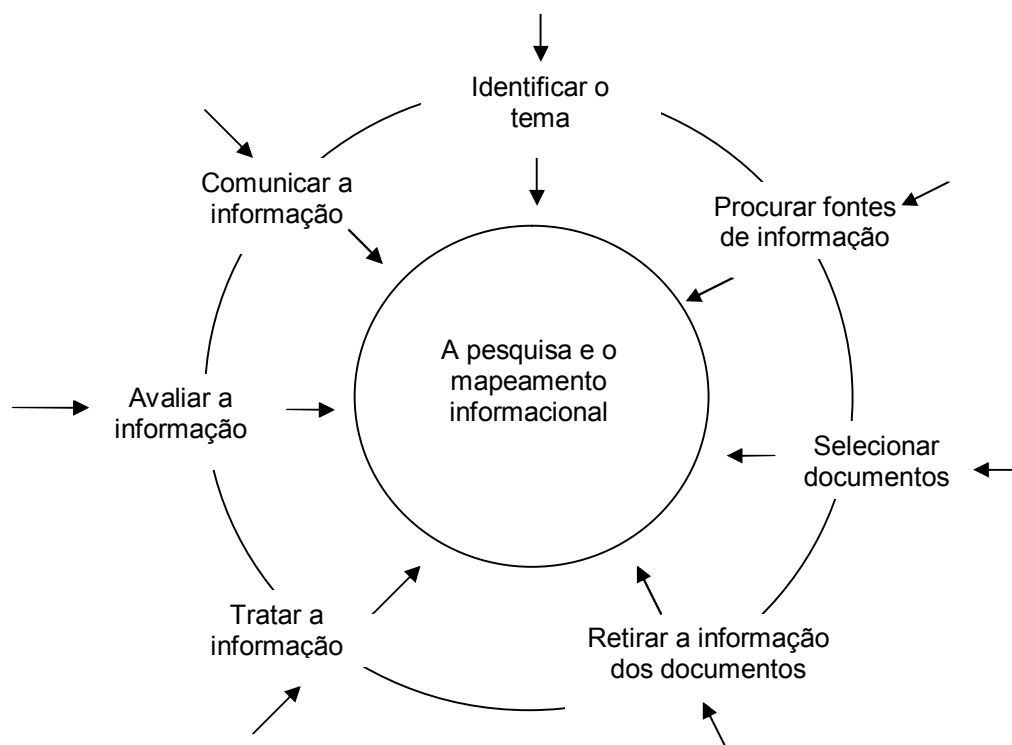 Identificar o
tema
Procurar fontes
de informação
Selecionar
documentos
Retirar a informação
dos documentos
Tratar a
informação
Avaliar a
informação
Comunicar a
informação
A pesquisa e o
mapeamento
informacional